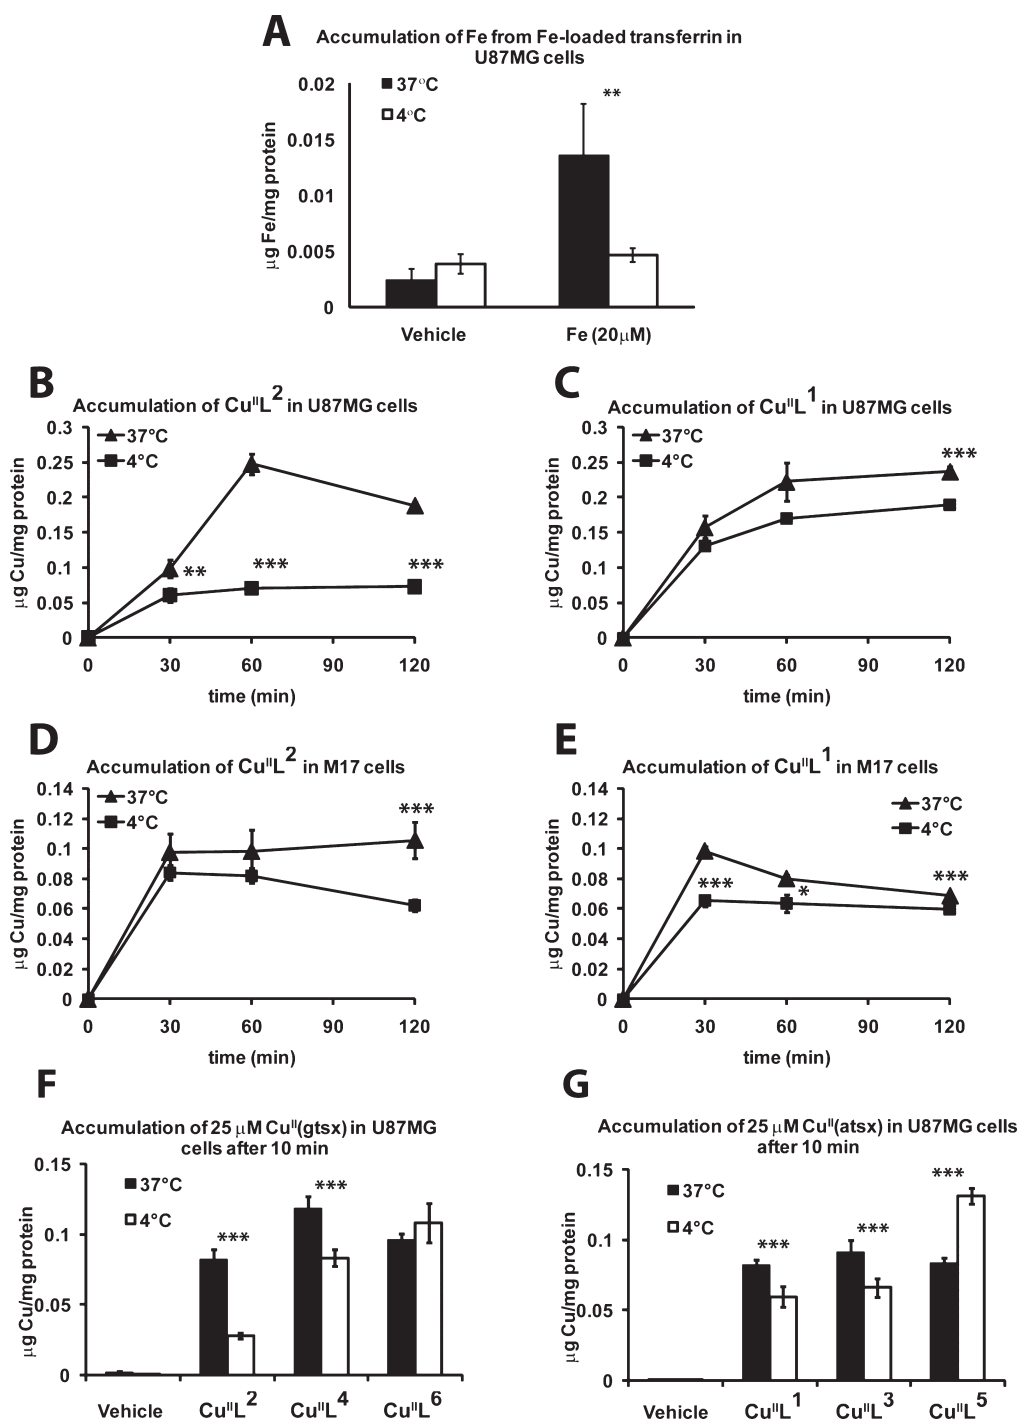 A
Accumulation of Fe from Fe-loaded transferrin in
U87MG cells
37°C
4°C
0.02
0.015
0.01
0.005
0
µg Fe/mg protein
Vehicle
Fe (20µM)
**
B
Accumulation of CuᴵᴵL² in U87MG cells
37°C
4°C
0.3
0.25
0.2
0.15
0.1
0.05
0
µg Cu/mg protein
** *** ***
0 30 60 90 120
time (min)
C
Accumulation of CuᴵᴵL¹ in U87MG cells
37°C
4°C
0.3
0.25
0.2
0.15
0.1
0.05
0
µg Cu/mg protein
***
0 30 60 90 120
time (min)
D
Accumulation of CuᴵᴵL² in M17 cells
37°C
4°C
0.14
0.12
0.1
0.08
0.06
0.04
0.02
0
µg Cu/mg protein
***
0 30 60 90 120
time (min)
E
Accumulation of CuᴵᴵL¹ in M17 cells
37°C
4°C
0.14
0.12
0.1
0.08
0.06
0.04
0.02
0
µg Cu/mg protein
*** * ***
0 30 60 90 120
time (min)
F
Accumulation of 25 µM Cuᴵᴵ(gtsx) in U87MG
cells after 10 min
37°C
4°C
0.15
0.1
0.05
0
µg Cu/mg protein
*** ***
Vehicle CuᴵᴵL² CuᴵᴵL⁴ CuᴵᴵL⁶
G
Accumulation of 25 µM Cuᴵᴵ(atsx) in U87MG cells
after 10 min
37°C
4°C
0.15
0.1
0.05
0
µg Cu/mg protein
*** *** ***
Vehicle CuᴵᴵL¹ CuᴵᴵL³ CuᴵᴵL⁵